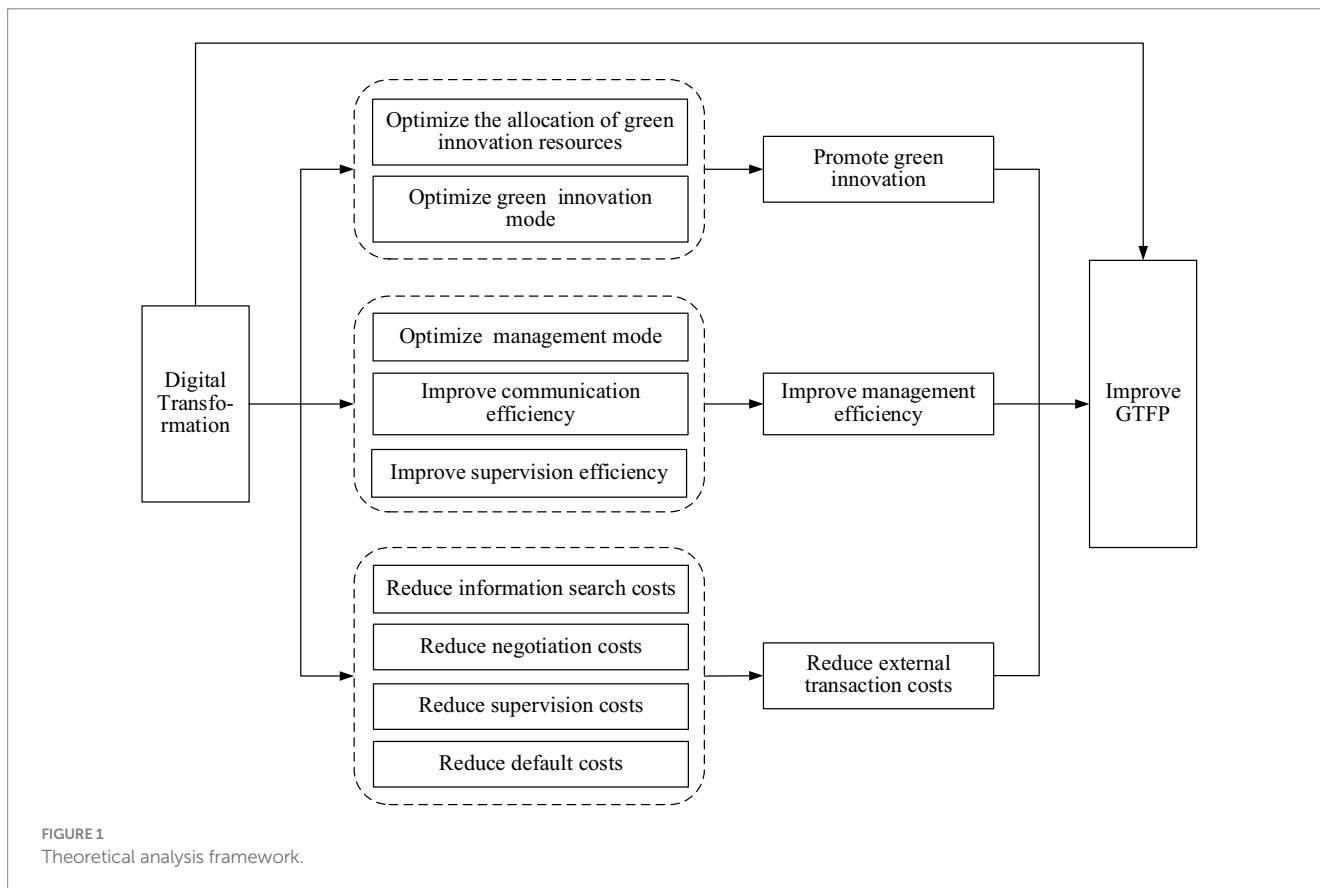 Optimize the allocation of green
innovation resources
Optimize green innovation
mode
Promote green
innovation
Digital
Transfo-
rmation
Optimize management mode
Improve communication
efficiency
Improve supervision efficiency
Improve management
efficiency
Improve
GTFP
Reduce information search costs
Reduce negotiation costs
Reduce supervision costs
Reduce default costs
Reduce external
transaction costs
FIGURE 1
Theoretical analysis framework.